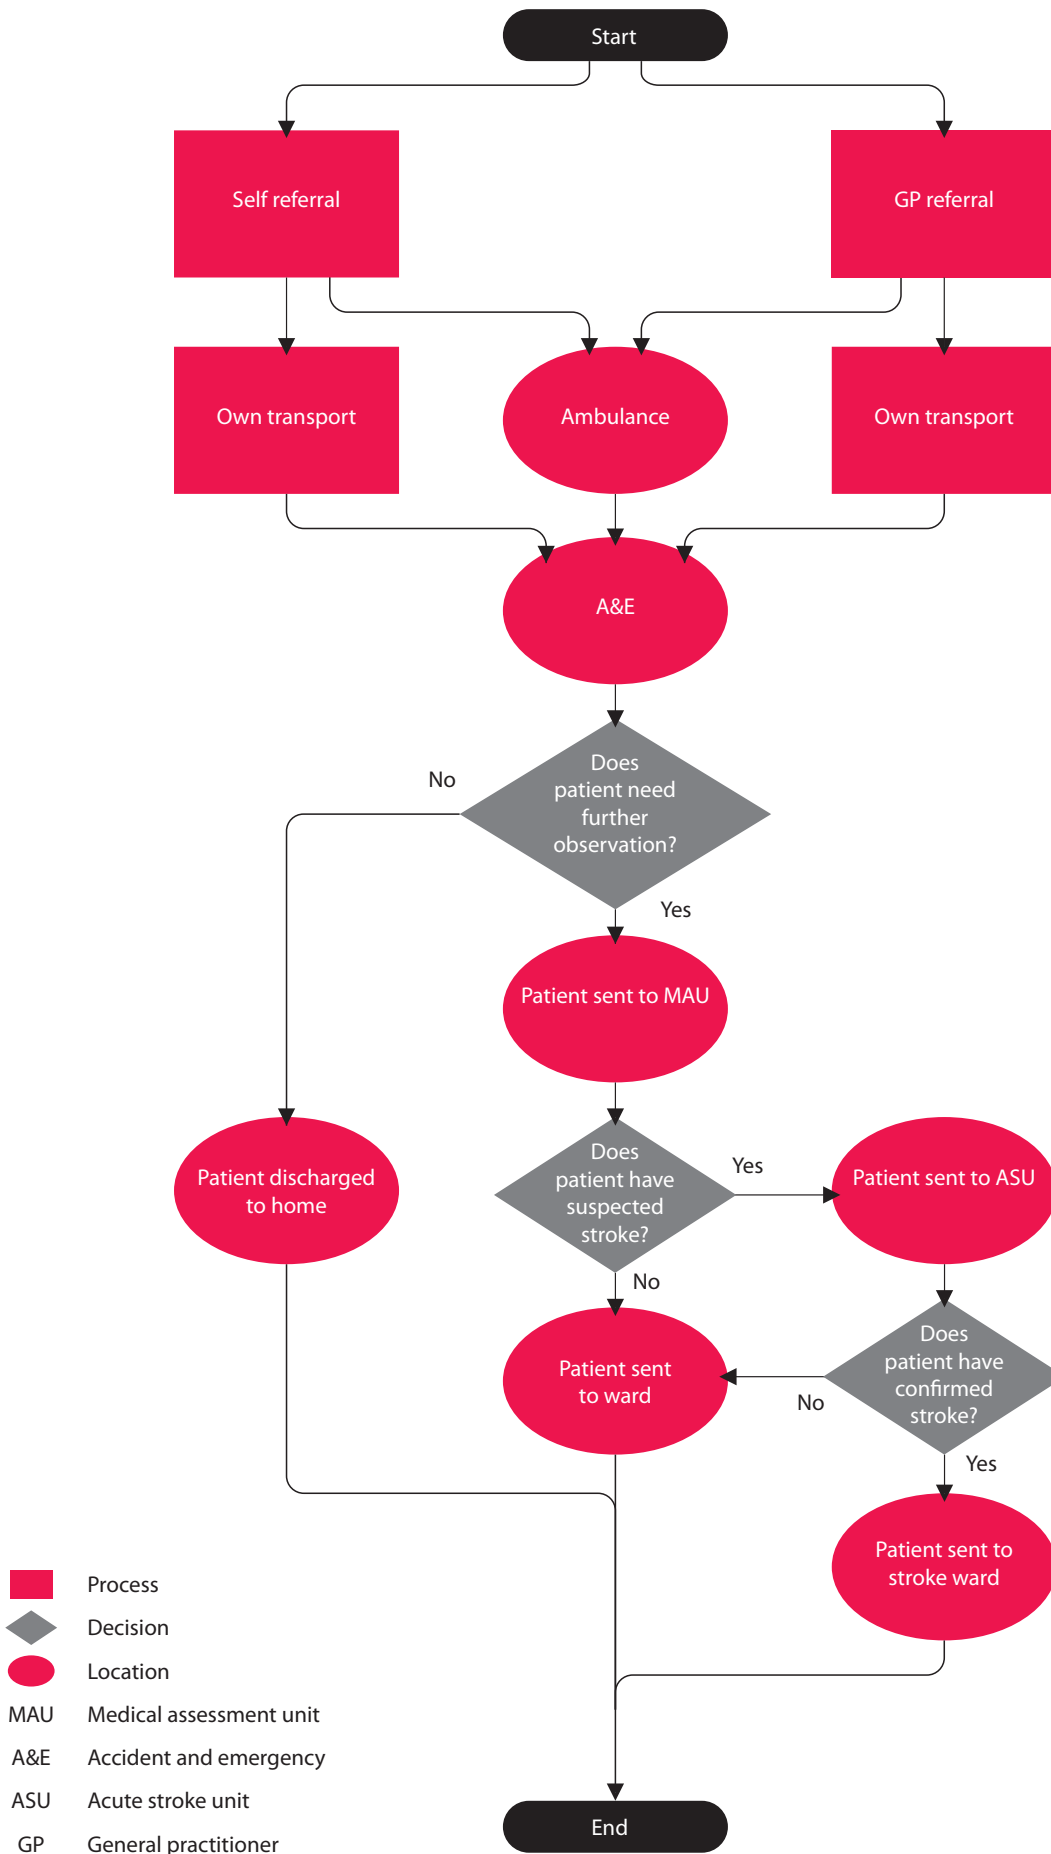 Start
Self referral
GP referral
Own transport
Ambulance
Own transport
A&E
Does
patient need
further
observation?
No
Yes
Patient sent to MAU
Does
patient have
suspected
stroke?
Yes
Patient sent to ASU
Patient discharged
to home
No
Patient sent
to ward
Does
patient have
confirmed
stroke?
No
Yes
Patient sent to
stroke ward
Process
Decision
Location
MAU Medical assessment unit
A&E Accident and emergency
ASU Acute stroke unit
GP General practitioner
End